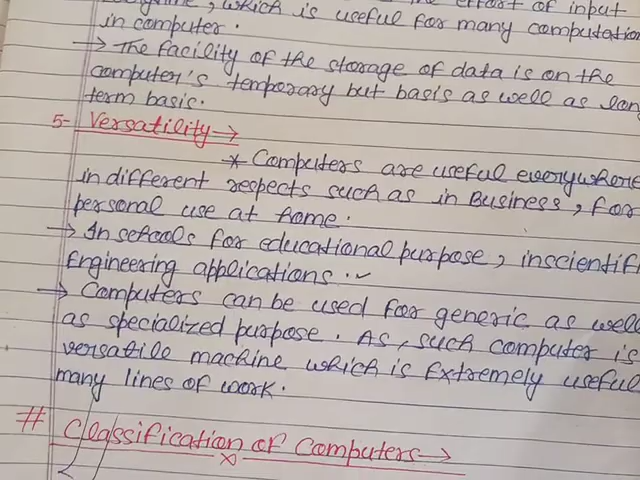 which is useful for many computation
in computer.
→ The facility of the storage of data is on the
computer's temporary but basis as well as long
term basis.
5- Versatility →
* Computers are useful everywhere
in different respects such as in Business, for
personal use at home.
→ In schools for educational purpose, in scientif
Engineering applications.
→ Computers can be used for generic as well
as specialized purpose. As, such computer is
versatile machine which is Extremely useful
many lines of work.
# Classification of Computers →